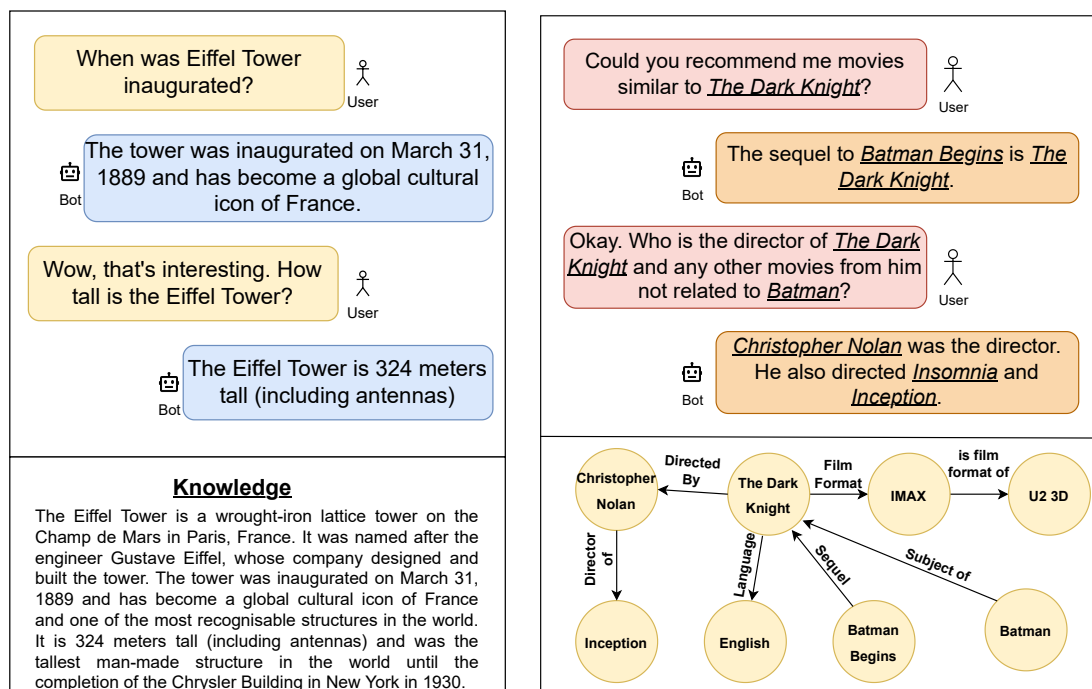 When was Eiffel Tower
inaugurated?
User
The tower was inaugurated on March 31,
1889 and has become a global cultural
icon of France.
Bot
Wow, that's interesting. How
tall is the Eiffel Tower?
User
The Eiffel Tower is 324 meters
tall (including antennas)
Bot
Knowledge
The Eiffel Tower is a wrought-iron lattice tower on the
Champ de Mars in Paris, France. It was named after the
engineer Gustave Eiffel, whose company designed and
built the tower. The tower was inaugurated on March 31,
1889 and has become a global cultural icon of France
and one of the most recognisable structures in the world.
It is 324 meters tall (including antennas) and was the
tallest man-made structure in the world until the
completion of the Chrysler Building in New York in 1930.
Could you recommend me movies
similar to The Dark Knight?
User
The sequel to Batman Begins is The
Dark Knight.
Bot
Okay. Who is the director of The Dark
Knight and any other movies from him
not related to Batman?
User
Christopher Nolan was the director.
He also directed Insomnia and
Inception.
Bot
Christopher
Nolan
Directed
By
The Dark
Knight
Film
Format
IMAX
is film
format of
U2 3D
Director
of
Language
Sequel
Subject of
Inception
English
Batman
Begins
Batman